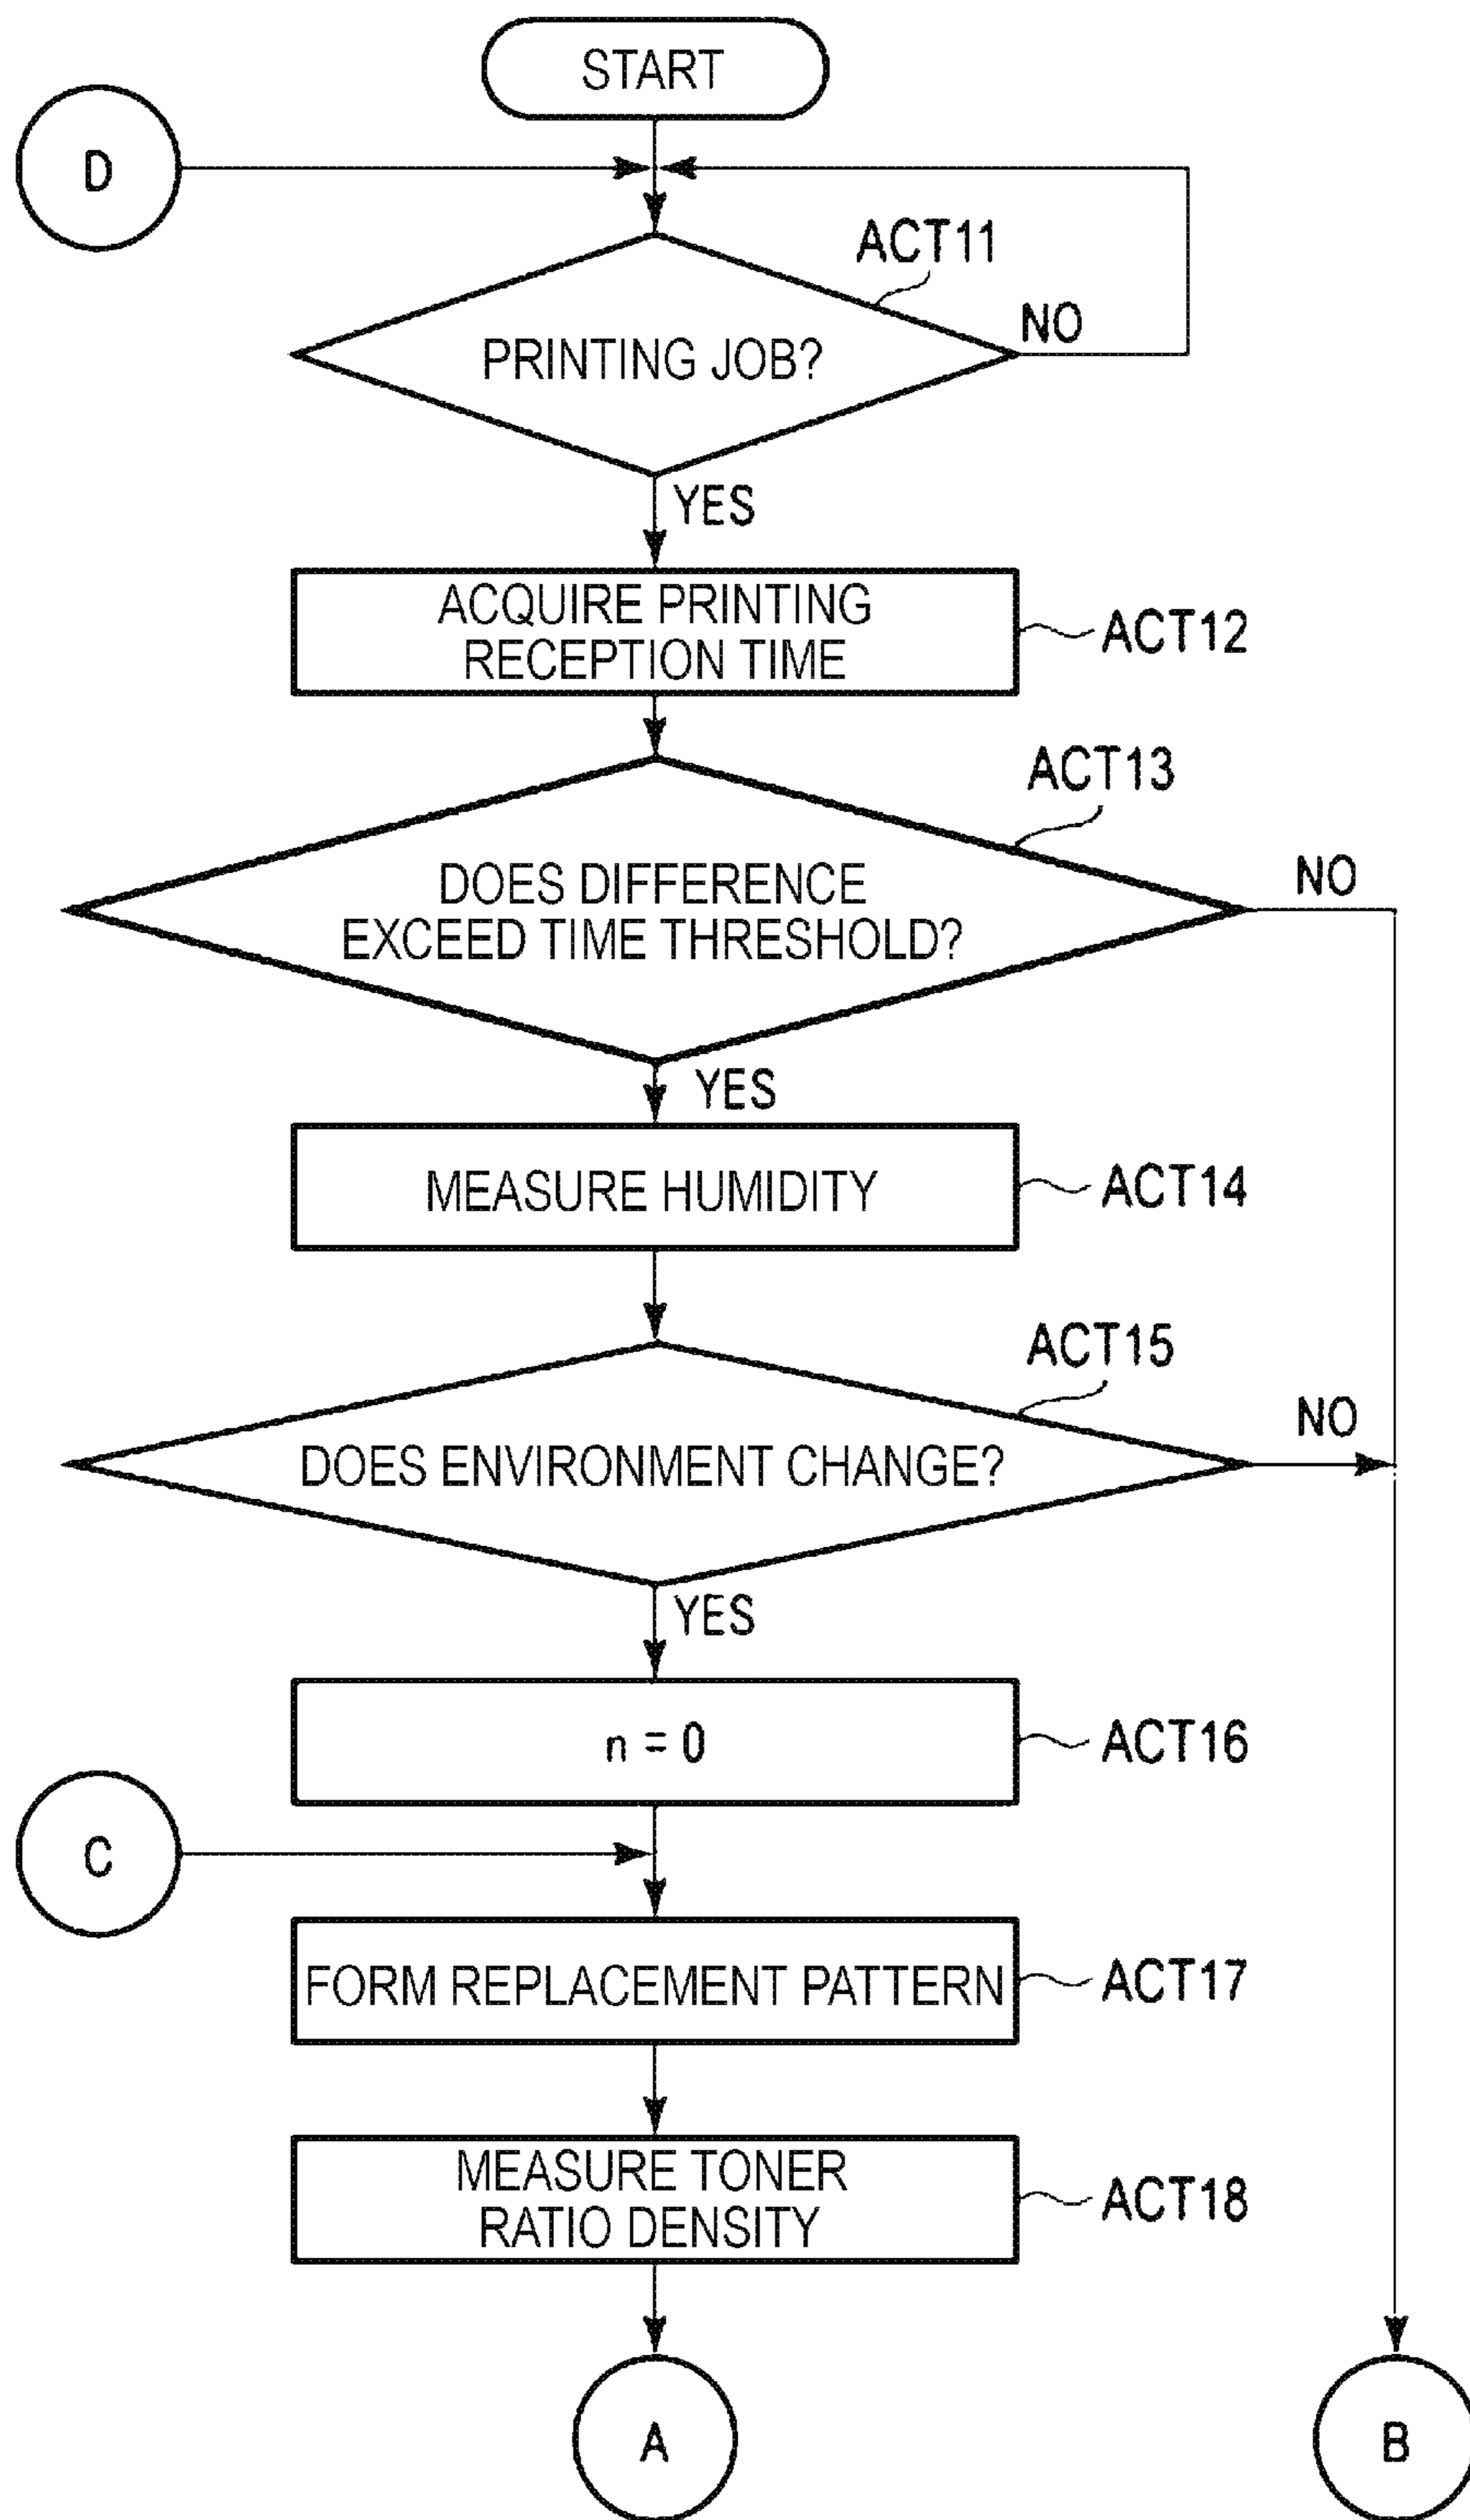 START
D
ACT11
NO
PRINTING JOB?
YES
ACQUIRE PRINTING
RECEPTION TIME
ACT12
ACT13
DOES DIFFERENCE
EXCEED TIME THRESHOLD?
NO
YES
MEASURE HUMIDITY
ACT14
ACT15
NO
DOES ENVIRONMENT CHANGE?
YES
n = 0
ACT16
C
FORM REPLACEMENT PATTERN
ACT17
MEASURE TONER
RATIO DENSITY
ACT18
A
B